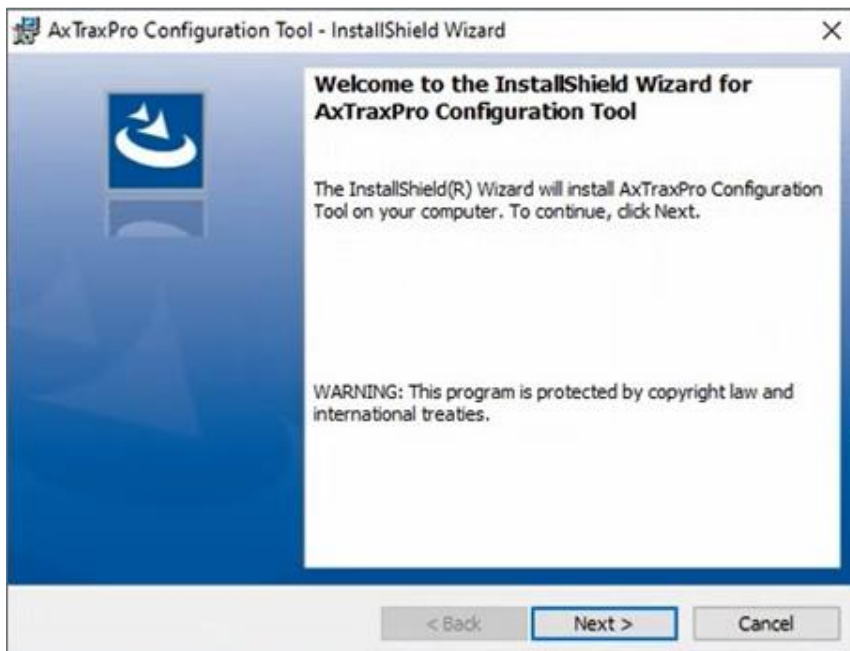 AxTraxPro Configuration Tool - InstallShield Wizard
Welcome to the InstallShield Wizard for
AxTraxPro Configuration Tool
The InstallShield(R) Wizard will install AxTraxPro Configuration
Tool on your computer. To continue, click Next.
WARNING: This program is protected by copyright law and
international treaties.
< Back
Next >
Cancel